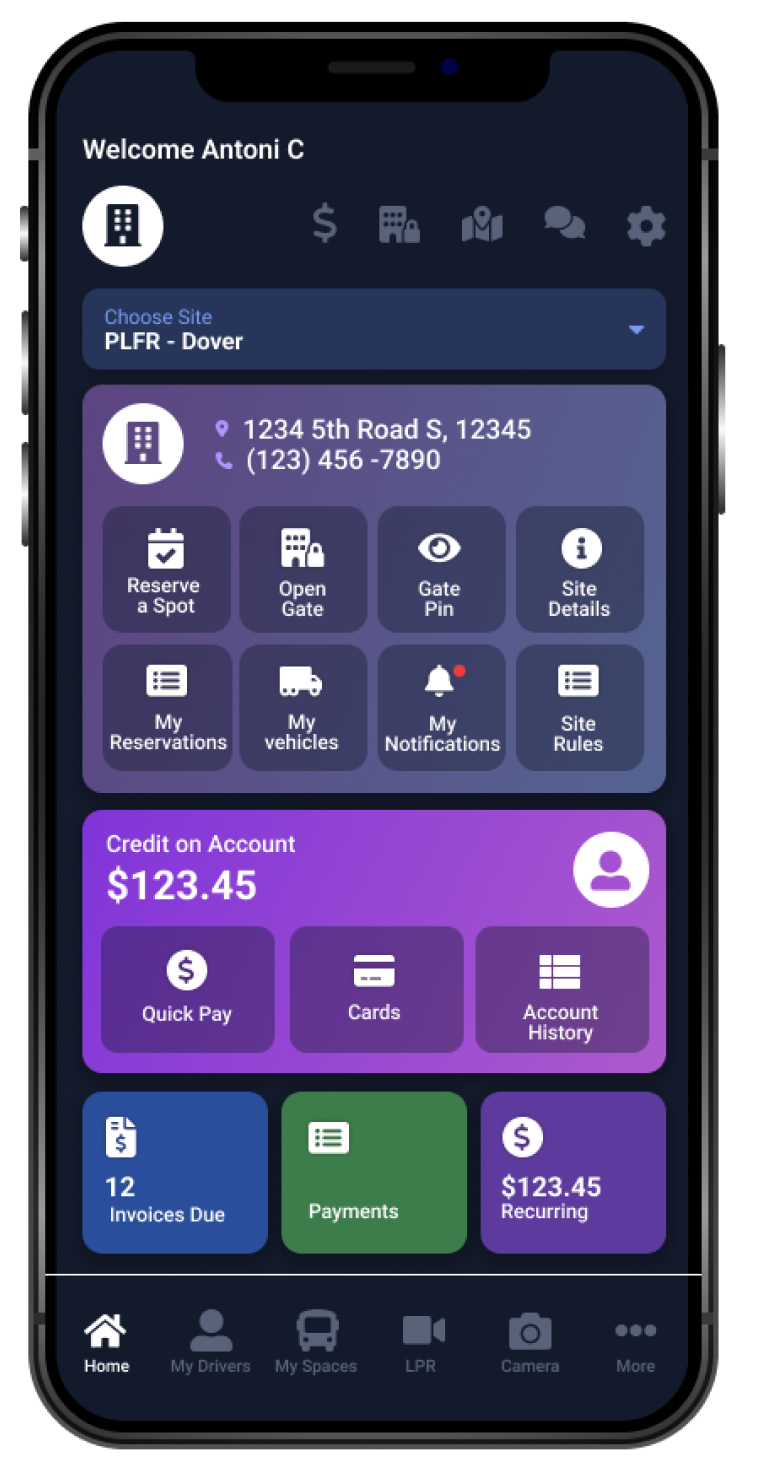 Welcome Antoni C
Choose Site
PLFR - Dover
1234 5th Road S, 12345
(123) 456 -7890
Reserve
a Spot
Open
Gate
Gate
Pin
Site
Details
My
Reservations
My
vehicles
My
Notifications
Site
Rules
Credit on Account
$123.45
Quick Pay
Cards
Account
History
12
Invoices Due
Payments
$123.45
Recurring
Home
My Drivers
My Spaces
LPR
Camera
More